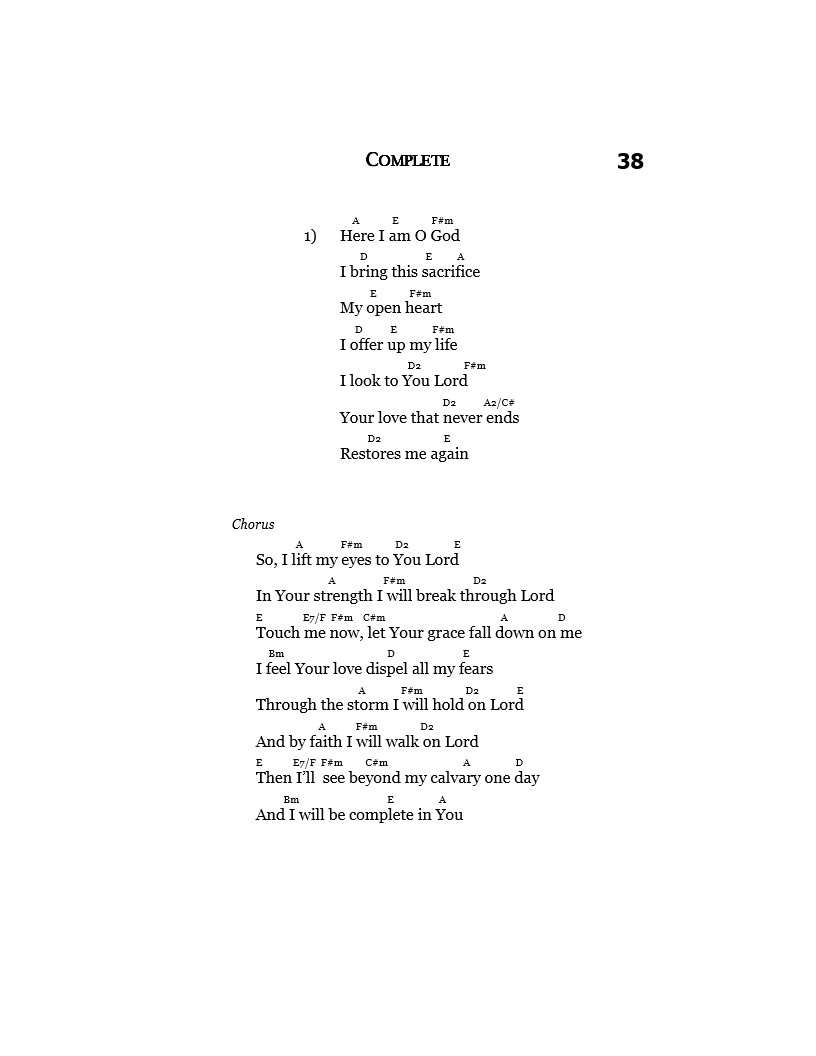 COMPLETE 38
A E F#m
1) Here I am O God
D E A
I bring this sacrifice
E F#m
My open heart
D E F#m
I offer up my life
D2 F#m
I look to You Lord
D2 A2/C#
Your love that never ends
D2 E
Restores me again
Chorus
A F#m D2 E
So, I lift my eyes to You Lord
A F#m D2
In Your strength I will break through Lord
E E7/F F#m C#m A D
Touch me now, let Your grace fall down on me
Bm D E
I feel Your love dispel all my fears
A F#m D2 E
Through the storm I will hold on Lord
A F#m D2
And by faith I will walk on Lord
E E7/F F#m C#m A D
Then I’ll see beyond my calvary one day
Bm E A
And I will be complete in You